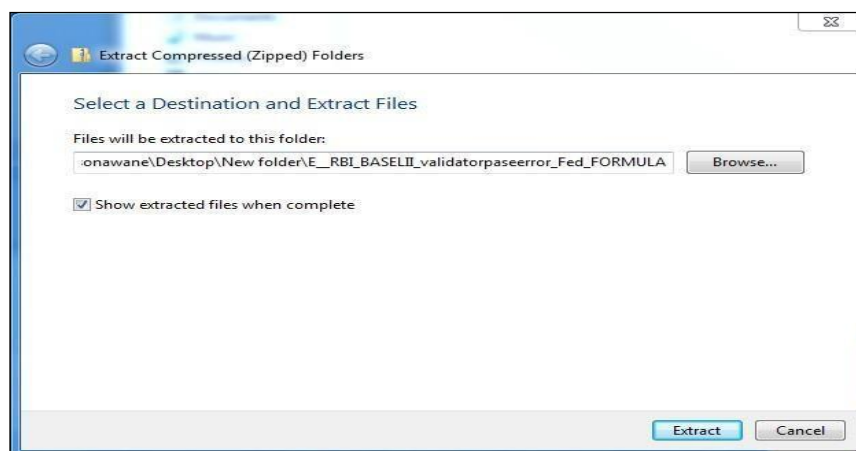 Extract Compressed (Zipped) Folders
Select a Destination and Extract Files
Files will be extracted to this folder:
onawane\Desktop\New folder\E__RBI_BASELII_validatorpaseerror_Fed_FORMULA
Browse...
Show extracted files when complete
Extract
Cancel